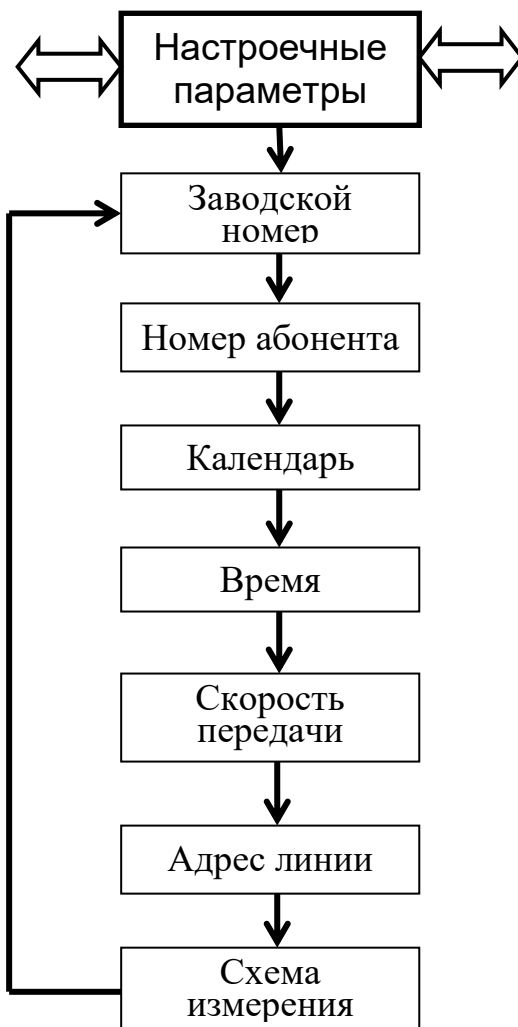 Настроечные
параметры
Заводской
номер
Номер абонента
Календарь
Время
Скорость
передачи
Адрес линии
Схема
измерения